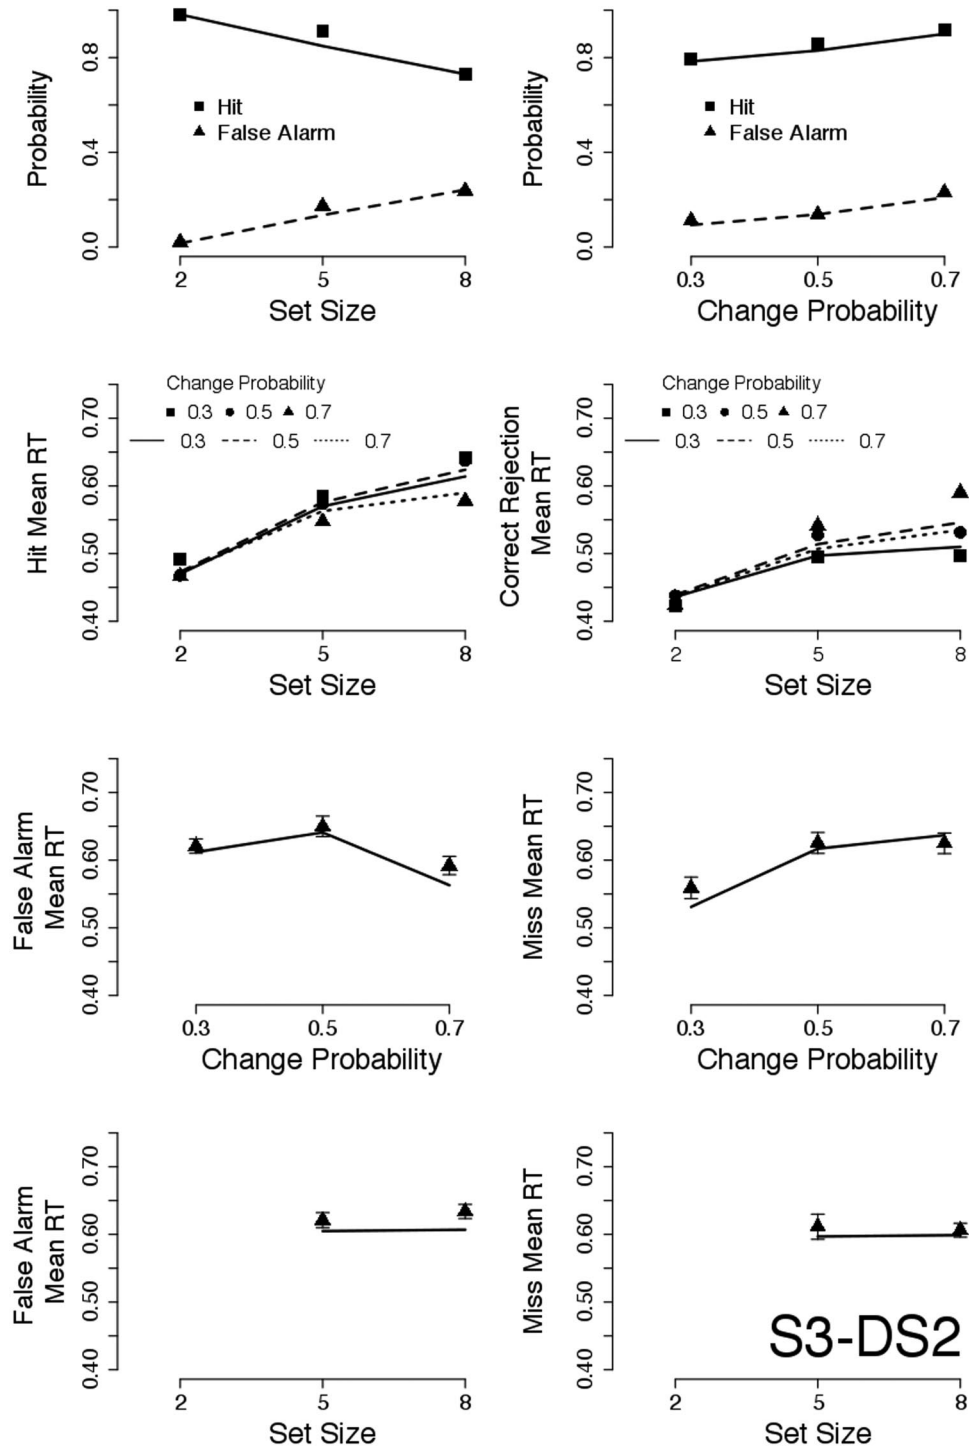 Probability
0.0 0.4 0.8
Hit
False Alarm
2 5 8
Set Size
Probability
0.0 0.4 0.8
Hit
False Alarm
0.3 0.5 0.7
Change Probability
Hit Mean RT
0.40 0.50 0.60 0.70
Change Probability
0.3 0.5 0.7
0.3 0.5 0.7
2 5 8
Set Size
Correct Rejection
Mean RT
0.40 0.50 0.60 0.70
Change Probability
0.3 0.5 0.7
0.3 0.5 0.7
2 5 8
Set Size
False Alarm
Mean RT
0.40 0.50 0.60 0.70
0.3 0.5 0.7
Change Probability
Miss Mean RT
0.40 0.50 0.60 0.70
0.3 0.5 0.7
Change Probability
False Alarm
Mean RT
0.40 0.50 0.60 0.70
2 5 8
Set Size
Miss Mean RT
0.40 0.50 0.60 0.70
S3-DS2
2 5 8
Set Size